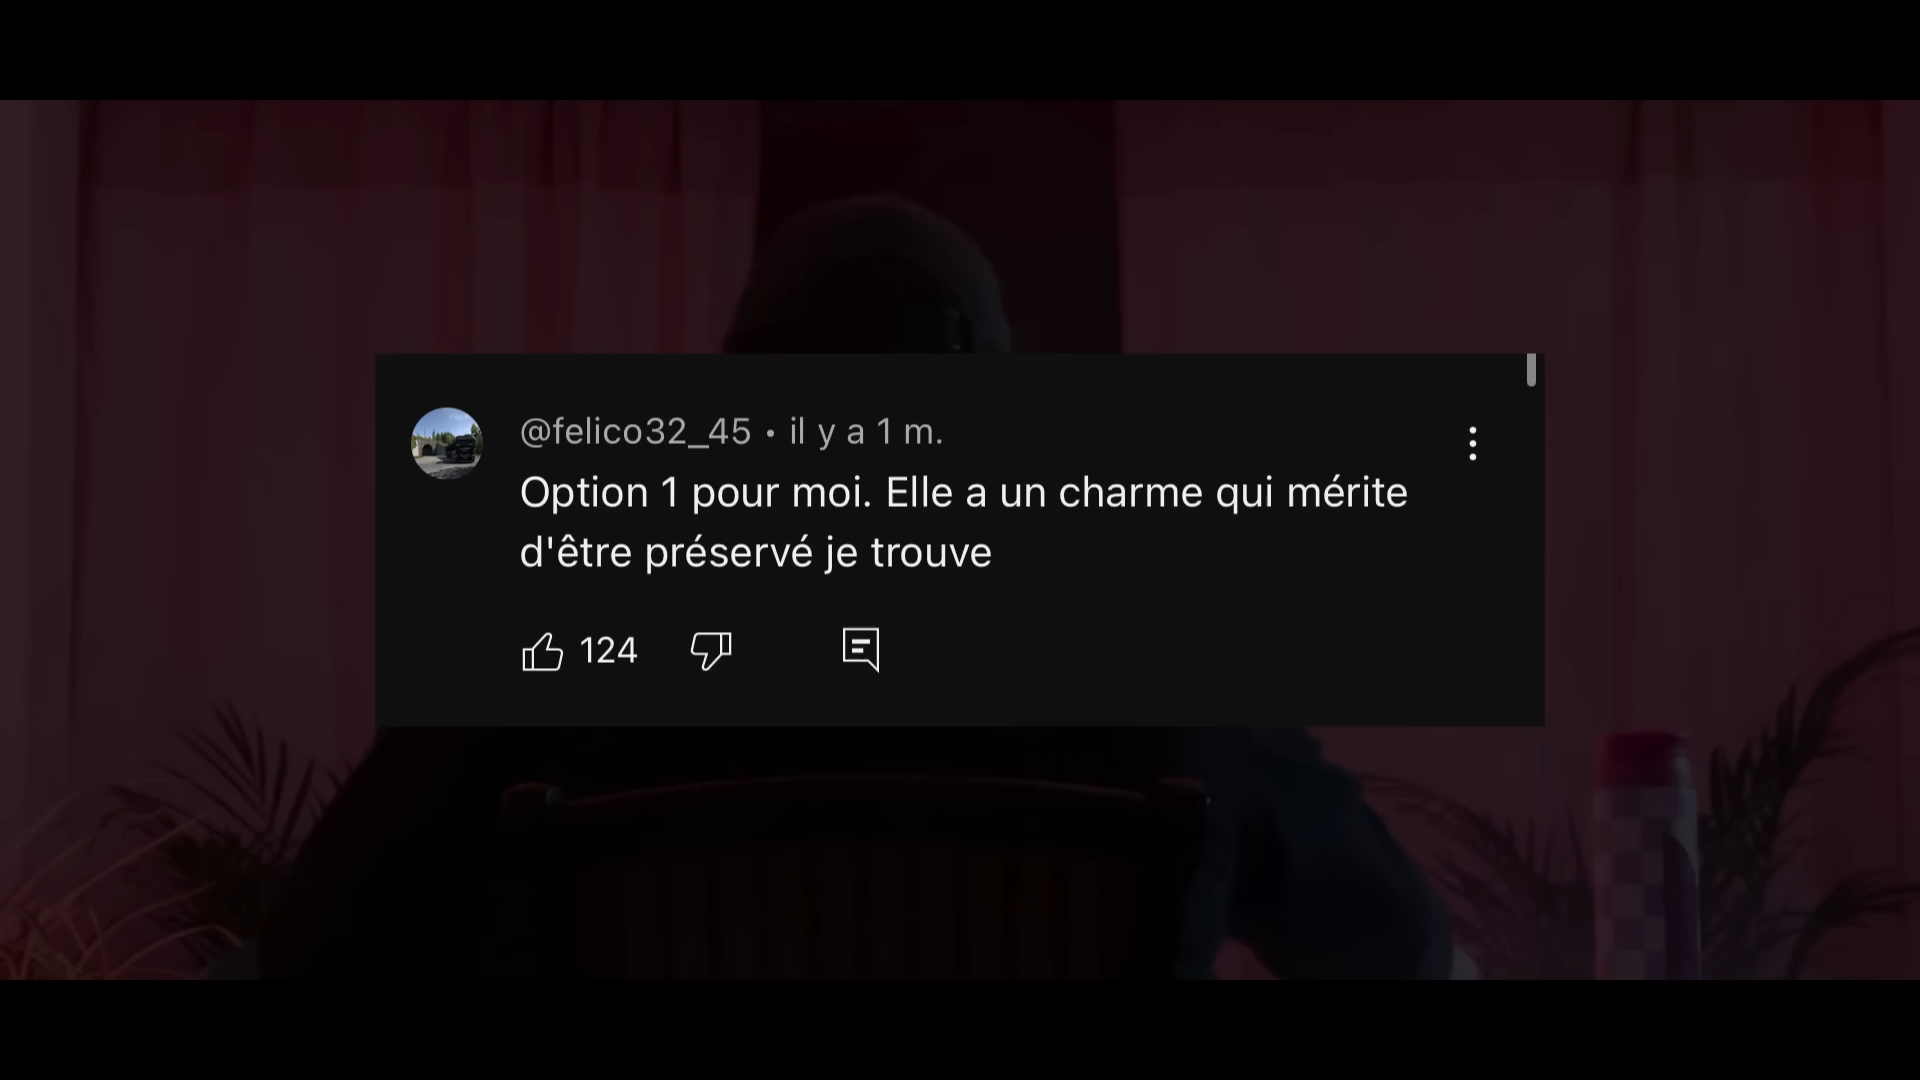 @felico32_45 • il y a 1 m.
Option 1 pour moi. Elle a un charme qui mérite
d'être préservé je trouve
124